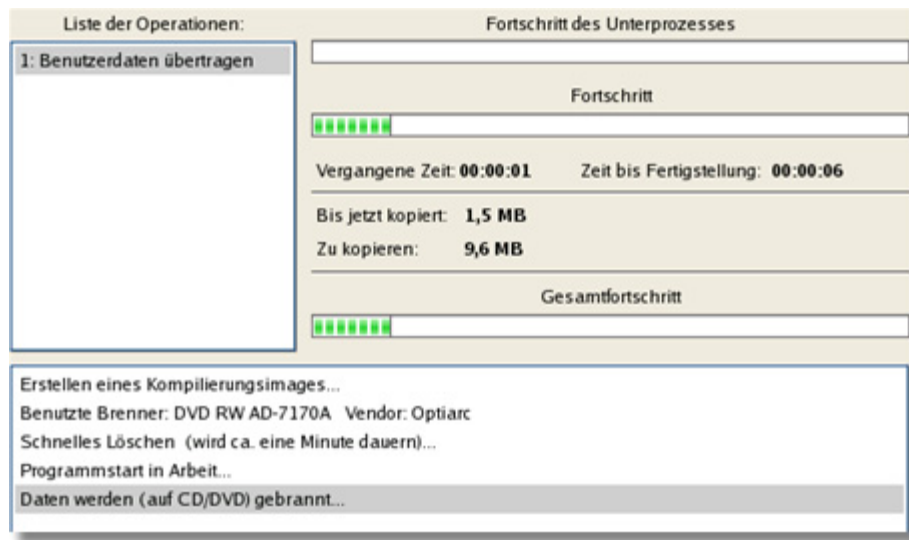 Liste der Operationen:
1: Benutzerdaten übertragen
Fortschritt des Unterprozesses
Fortschritt
Vergangene Zeit: 00:00:01 Zeit bis Fertigstellung: 00:00:06
Bis jetzt kopiert: 1,5 MB
Zu kopieren: 9,6 MB
Gesamtfortschritt
Erstellen eines Kompilierungsimages...
Benutzte Brenner: DVD RW AD-7170A Vendor: Optiarc
Schnelles Löschen (wird ca. eine Minute dauern)...
Programmstart in Arbeit...
Daten werden (auf CD/DVD) gebrannt...